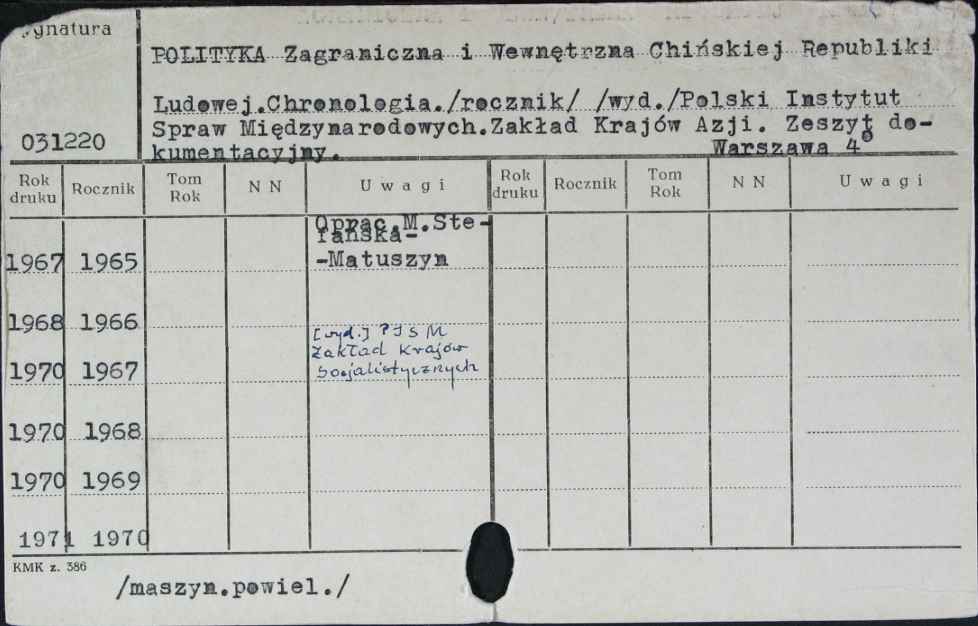 ygnatura
POLITYKA Zagraniczna i Wewnętrzna Chińskiej Republiki
Ludowej.Chronologia./rocznik/ /wyd./Polski Instytut
Spraw Międzynarodowych.Zakład Krajów Azji. Zeszyt do-
031220
kumentacyjny. Warszawa 4°
Rok druku Rocznik Tom Rok N N U w a g i Rok druku Rocznik Tom Rok N N U w a g i
Oprac.M.Ste-
fańska-
1967 1965 -Matuszyn
1968 1966
[wyd.] PISM
Zakład Krajów
1970 1967 Socjalistycznych
1970 1968
1970 1969
1971 1970
KMK z. 386
/maszyn.powiel./